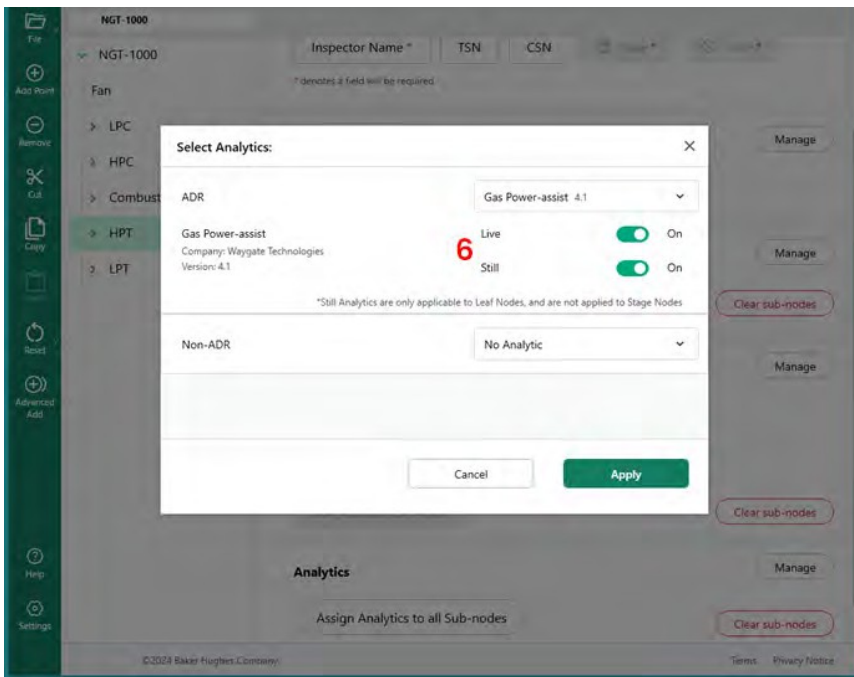 NGT-1000
File
NGT-1000
Inspector Name *
TSN
CSN
* denotes a field will be required
Add Point
Fan
Remove
LPC
Manage
Select Analytics:
HPC
Cut
Combust
ADR
Gas Power-assist 4.1
Copy
HPT
Gas Power-assist
Live
On
Company: Waygate Technologies
6
Manage
Version: 4.1
Still
On
LPT
*Still Analytics are only applicable to Leaf Nodes, and are not applied to Stage Nodes
Clear sub-nodes
Reset
Non-ADR
No Analytic
Manage
Advanced
Add
Cancel
Apply
Clear sub-nodes
Help
Analytics
Manage
Settings
Assign Analytics to all Sub-nodes
Clear sub-nodes
©2024 Baker Hughes Company
Terms
Privacy Notice